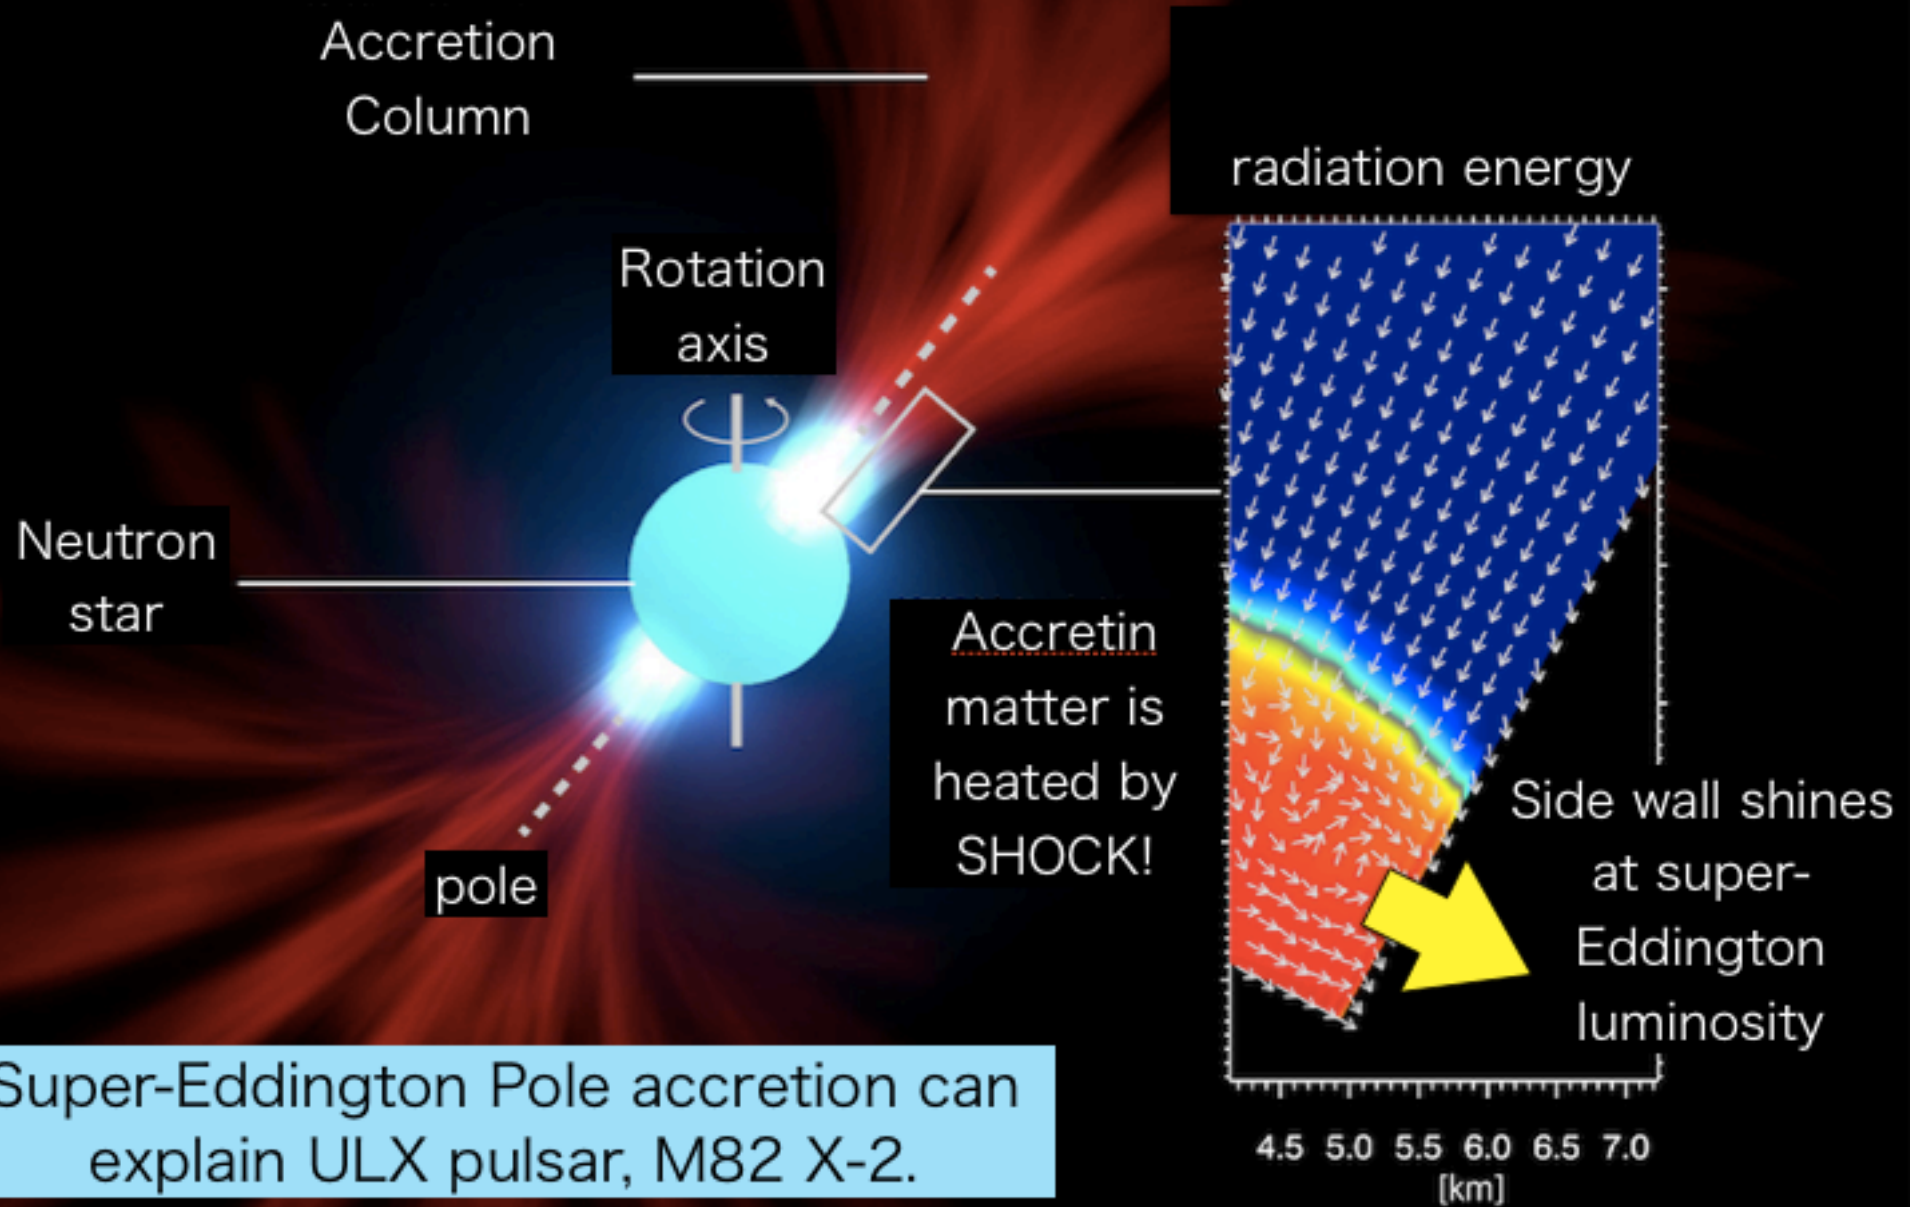 Accretion
Column
radiation energy
Rotation
axis
Neutron
star
Accretin
matter is
heated by
SHOCK!
Side wall shines
at super-
Eddington
luminosity
pole
Super-Eddington Pole accretion can
explain ULX pulsar, M82 X-2.
4.5 5.0 5.5 6.0 6.5 7.0
[km]